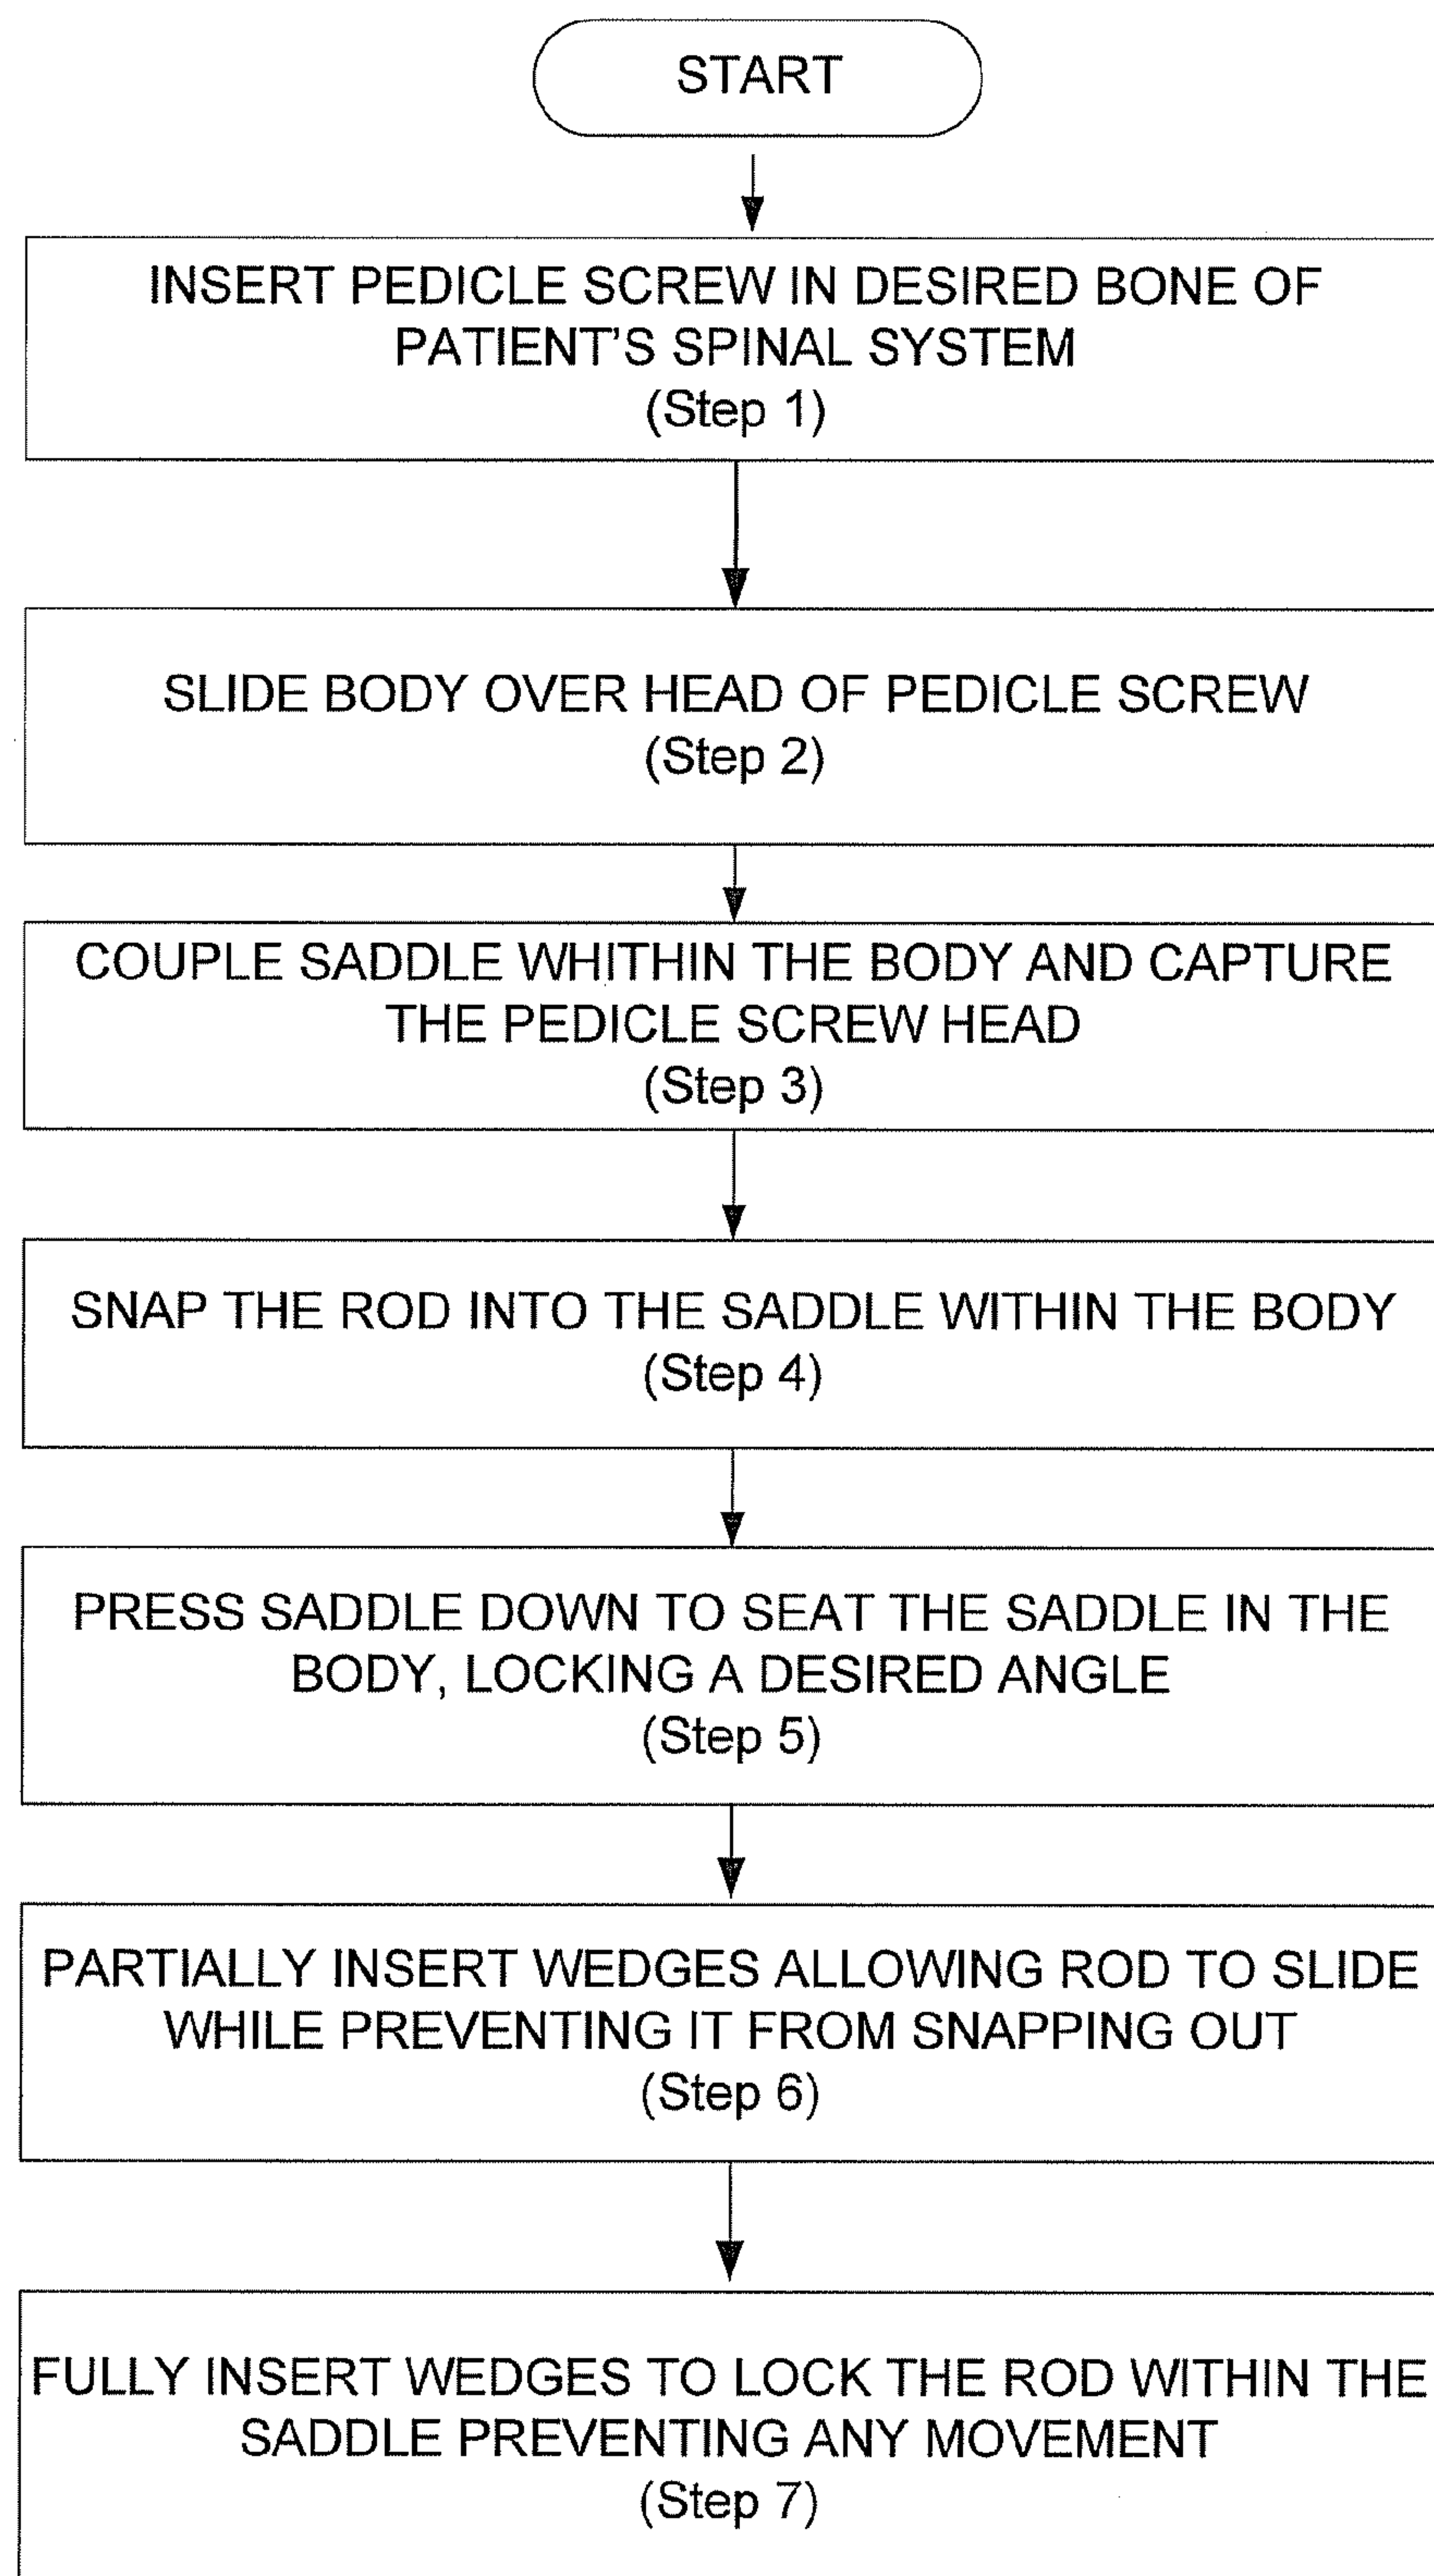 START
INSERT PEDICLE SCREW IN DESIRED BONE OF
PATIENT'S SPINAL SYSTEM
(Step 1)
SLIDE BODY OVER HEAD OF PEDICLE SCREW
(Step 2)
COUPLE SADDLE WHITHIN THE BODY AND CAPTURE
THE PEDICLE SCREW HEAD
(Step 3)
SNAP THE ROD INTO THE SADDLE WITHIN THE BODY
(Step 4)
PRESS SADDLE DOWN TO SEAT THE SADDLE IN THE
BODY, LOCKING A DESIRED ANGLE
(Step 5)
PARTIALLY INSERT WEDGES ALLOWING ROD TO SLIDE
WHILE PREVENTING IT FROM SNAPPING OUT
(Step 6)
FULLY INSERT WEDGES TO LOCK THE ROD WITHIN THE
SADDLE PREVENTING ANY MOVEMENT
(Step 7)